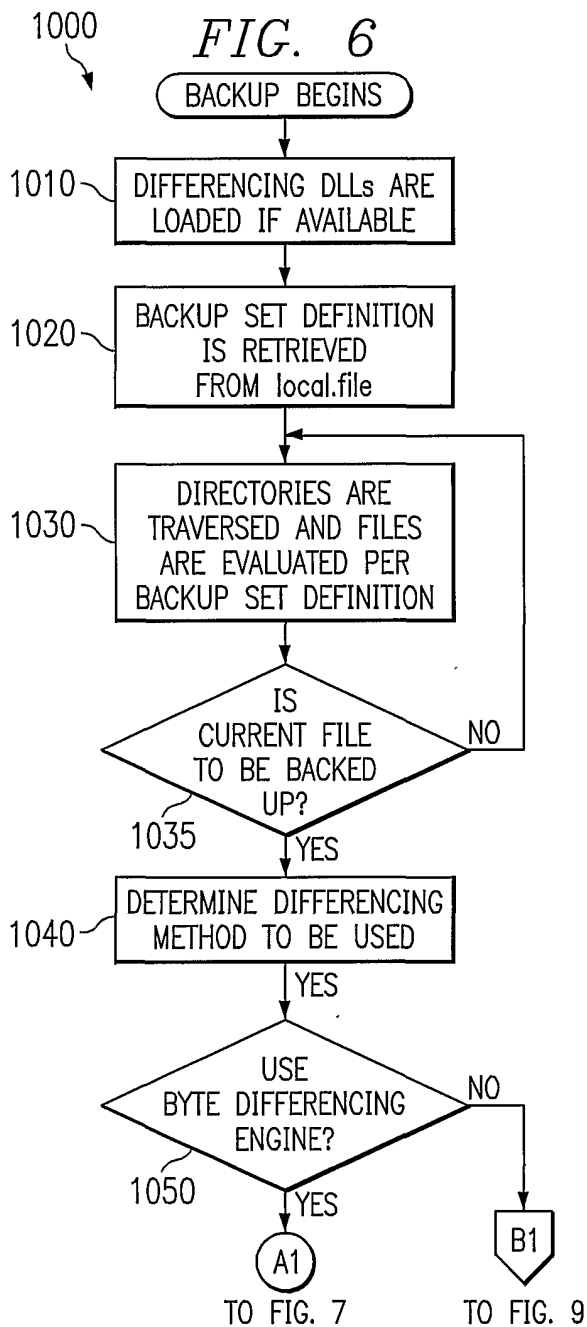 1000
FIG. 6
BACKUP BEGINS
1010
DIFFERENCING DLLs ARE
LOADED IF AVAILABLE
1020
BACKUP SET DEFINITION
IS RETRIEVED
FROM local.file
1030
DIRECTORIES ARE
TRAVERSED AND FILES
ARE EVALUATED PER
BACKUP SET DEFINITION
IS
CURRENT FILE
TO BE BACKED
UP?
NO
1035
YES
1040
DETERMINE DIFFERENCING
METHOD TO BE USED
YES
USE
BYTE DIFFERENCING
ENGINE?
NO
1050
YES
A1
B1
TO FIG. 7
TO FIG. 9